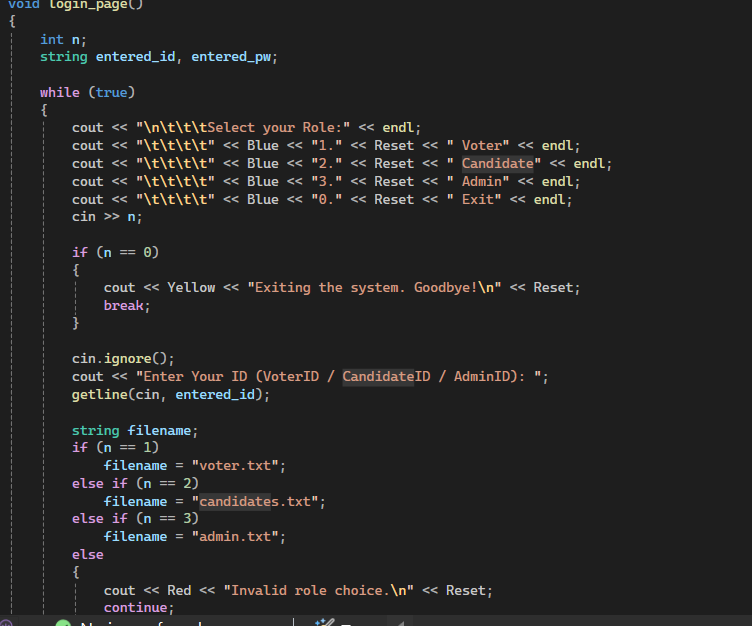 void login_page()
{
int n;
string entered_id, entered_pw;
while (true)
{
cout << "\n\t\t\tSelect your Role:" << endl;
cout << "\t\t\t\t" << Blue << "1." << Reset << " Voter" << endl;
cout << "\t\t\t\t" << Blue << "2." << Reset << " Candidate" << endl;
cout << "\t\t\t\t" << Blue << "3." << Reset << " Admin" << endl;
cout << "\t\t\t\t" << Blue << "0." << Reset << " Exit" << endl;
cin >> n;
if (n == 0)
{
cout << Yellow << "Exiting the system. Goodbye!\n" << Reset;
break;
}
cin.ignore();
cout << "Enter Your ID (VoterID / CandidateID / AdminID): ";
getline(cin, entered_id);
string filename;
if (n == 1)
filename = "voter.txt";
else if (n == 2)
filename = "candidates.txt";
else if (n == 3)
filename = "admin.txt";
else
{
cout << Red << "Invalid role choice.\n" << Reset;
continue;